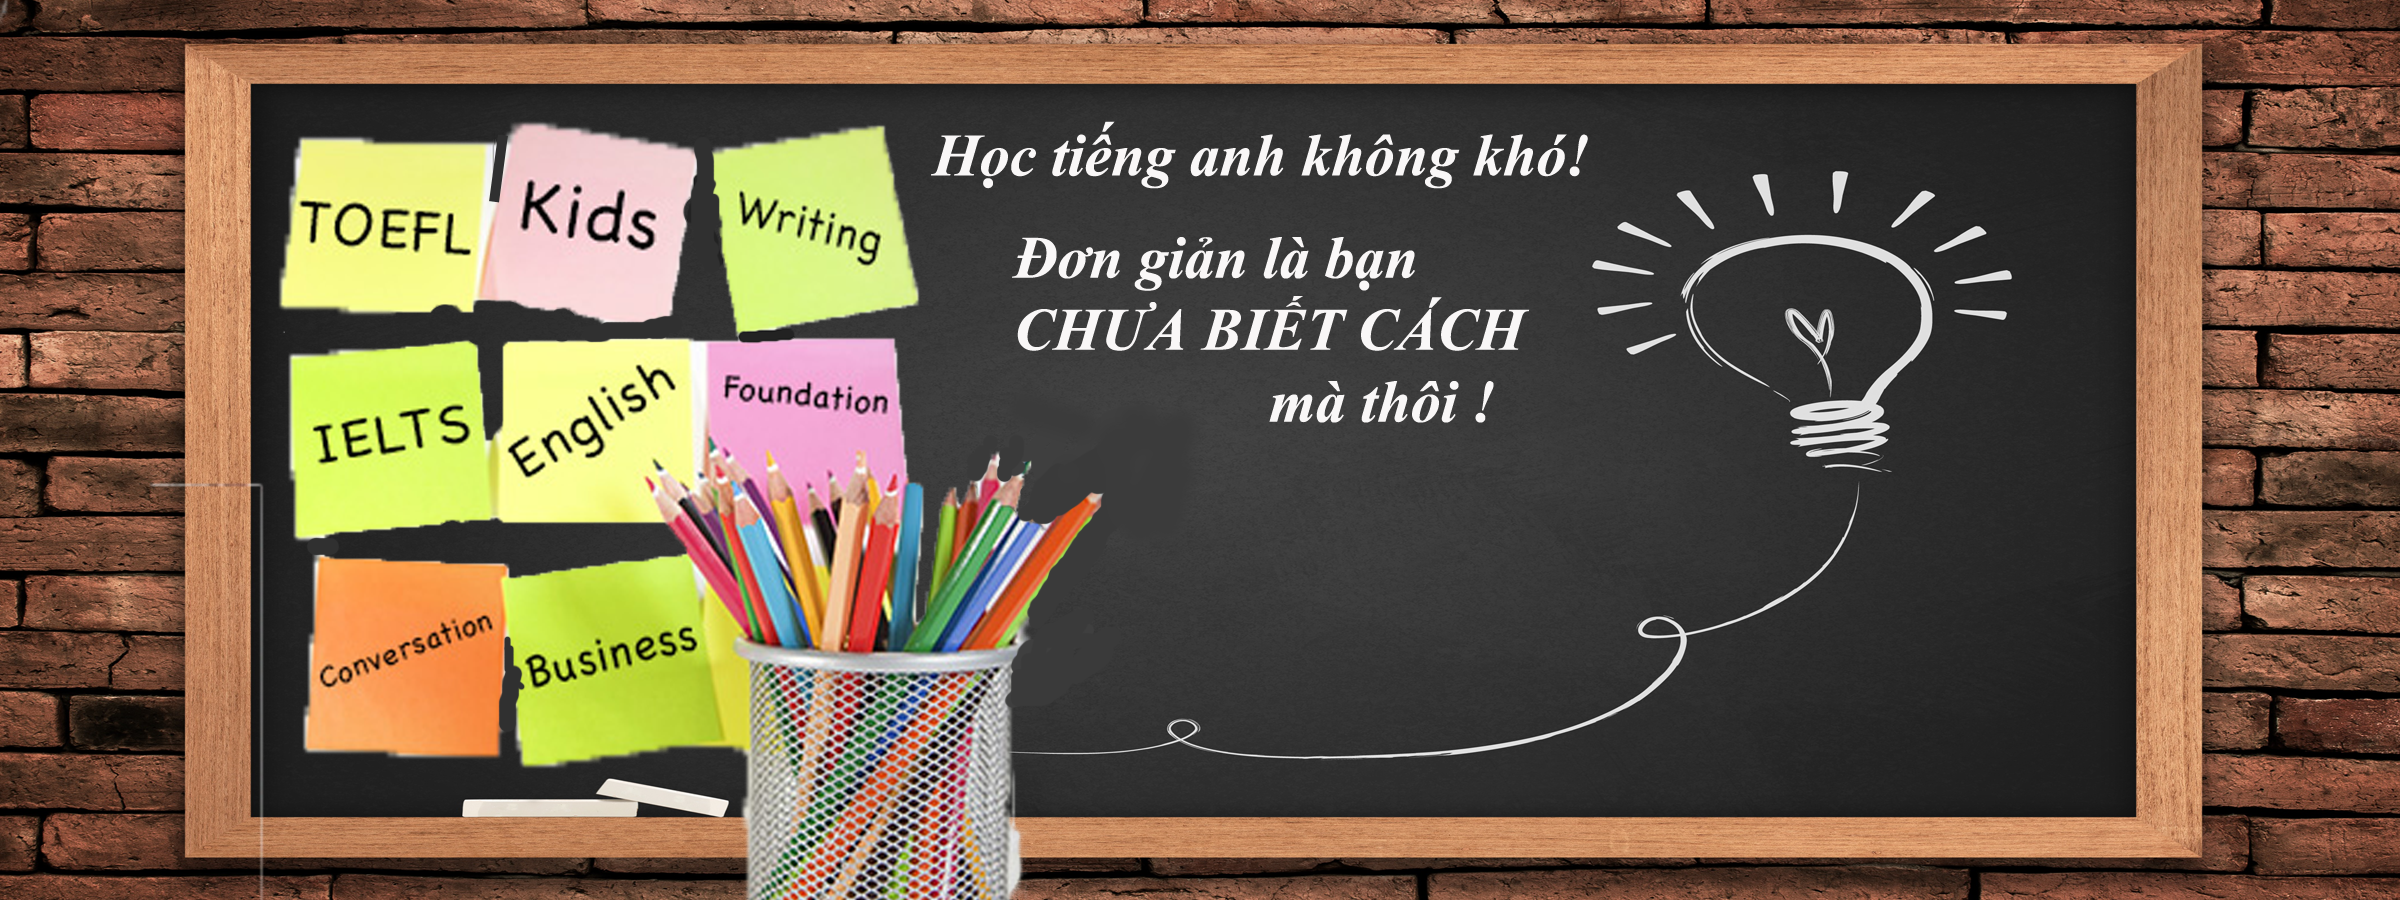 TOEFL
Kids
Writing
IELTS
English
Foundation
Conversation
Business
Học tiếng anh không khó!
Đơn giản là bạn
CHƯA BIẾT CÁCH
mà thôi !